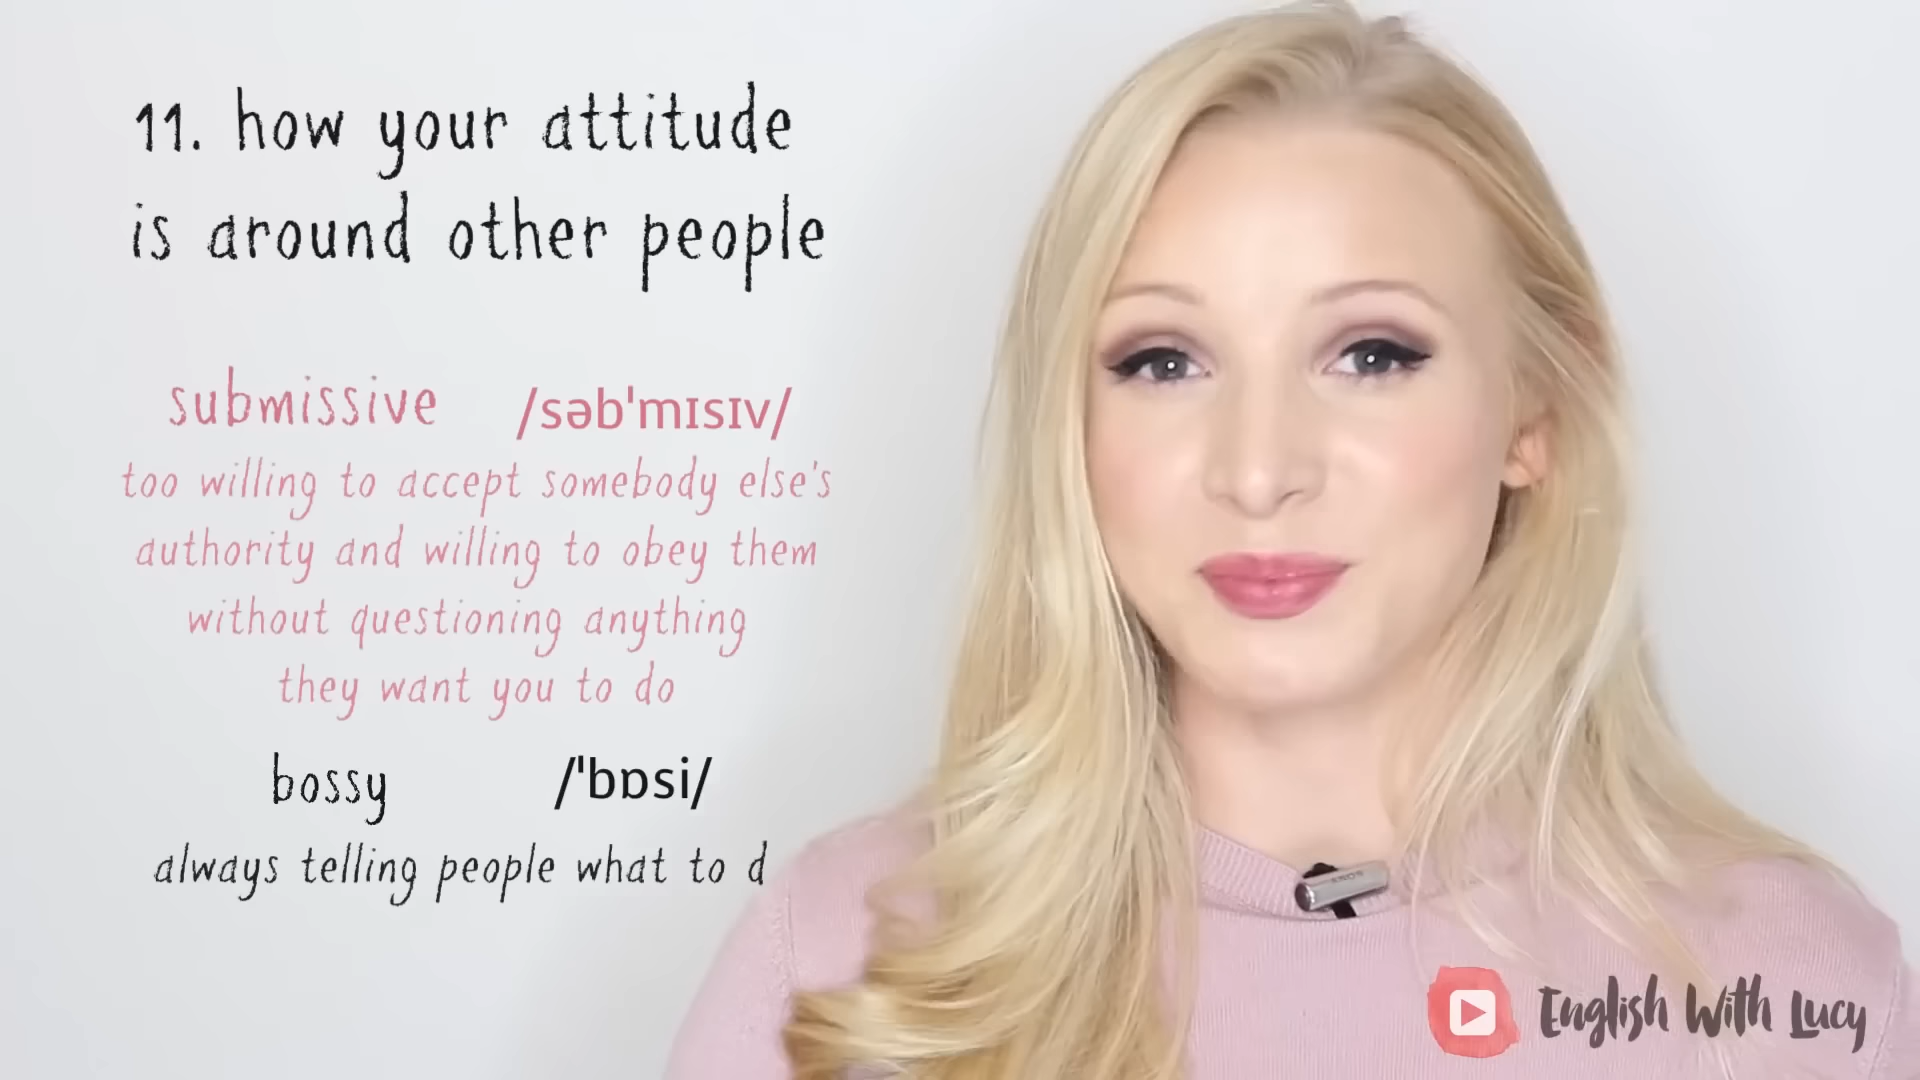 11. how your attitude
is around other people
submissive /səbˈmɪsɪv/
too willing to accept somebody else's
authority and willing to obey them
without questioning anything
they want you to do
bossy /ˈbɒsi/
always telling people what to d
SONY
English With Lucy